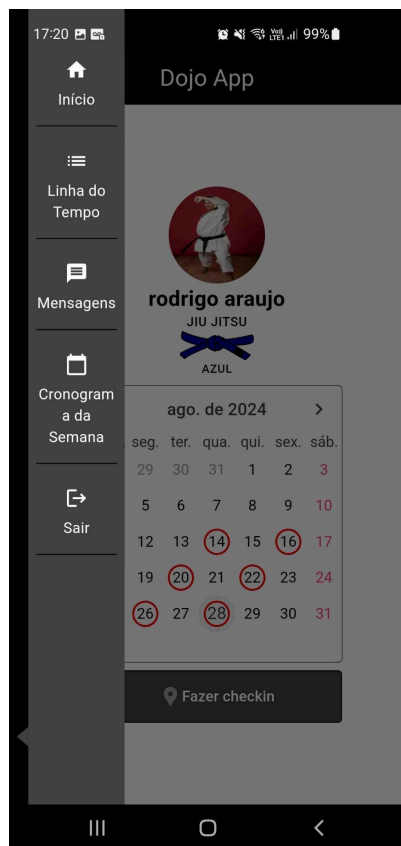 17:20 99%
Dojo App
Início
Linha do
Tempo
Mensagens
Cronogram
a da
Semana
Sair
rodrigo araujo
JIU JITSU
AZUL
ago. de 2024
seg. ter. qua. qui. sex. sáb.
29 30 31 1 2 3
5 6 7 8 9 10
12 13 14 15 16 17
19 20 21 22 23 24
26 27 28 29 30 31
Fazer checkin